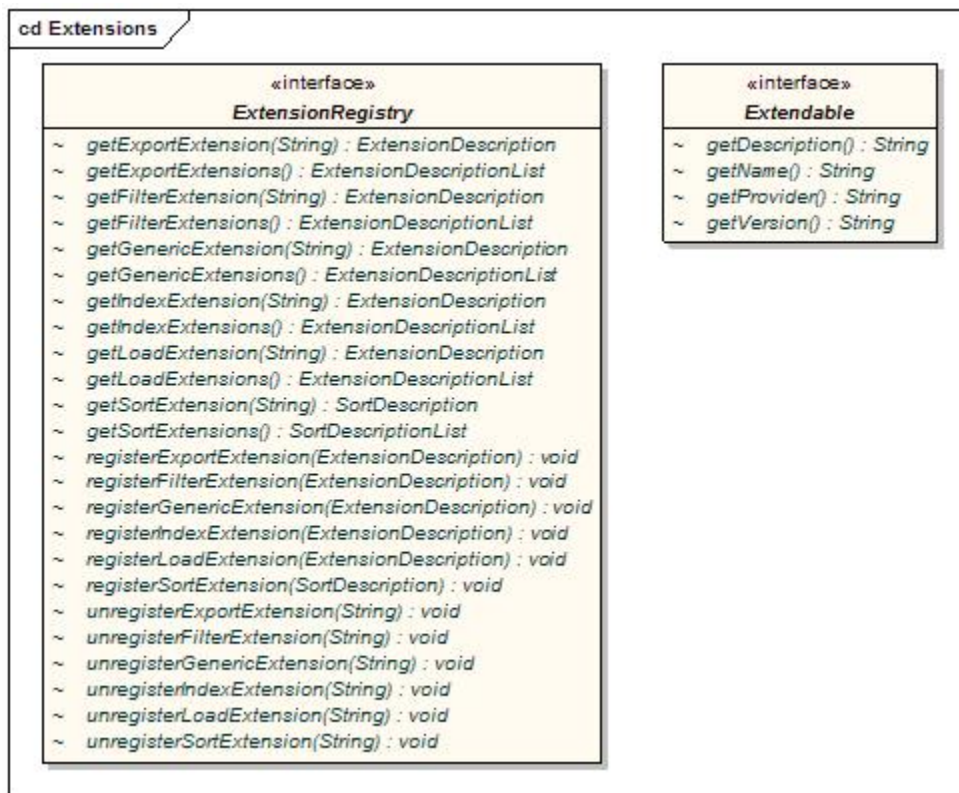 cd Extensions
«interface»
ExtensionRegistry
~ getExportExtension(String) : ExtensionDescription
~ getExportExtensions() : ExtensionDescriptionList
~ getFilterExtension(String) : ExtensionDescription
~ getFilterExtensions() : ExtensionDescriptionList
~ getGenericExtension(String) : ExtensionDescription
~ getGenericExtensions() : ExtensionDescriptionList
~ getIndexExtension(String) : ExtensionDescription
~ getIndexExtensions() : ExtensionDescriptionList
~ getLoadExtension(String) : ExtensionDescription
~ getLoadExtensions() : ExtensionDescriptionList
~ getSortExtension(String) : SortDescription
~ getSortExtensions() : SortDescriptionList
~ registerExportExtension(ExtensionDescription) : void
~ registerFilterExtension(ExtensionDescription) : void
~ registerGenericExtension(ExtensionDescription) : void
~ registerIndexExtension(ExtensionDescription) : void
~ registerLoadExtension(ExtensionDescription) : void
~ registerSortExtension(SortDescription) : void
~ unregisterExportExtension(String) : void
~ unregisterFilterExtension(String) : void
~ unregisterGenericExtension(String) : void
~ unregisterIndexExtension(String) : void
~ unregisterLoadExtension(String) : void
~ unregisterSortExtension(String) : void
«interface»
Extendable
~ getDescription() : String
~ getName() : String
~ getProvider() : String
~ getVersion() : String